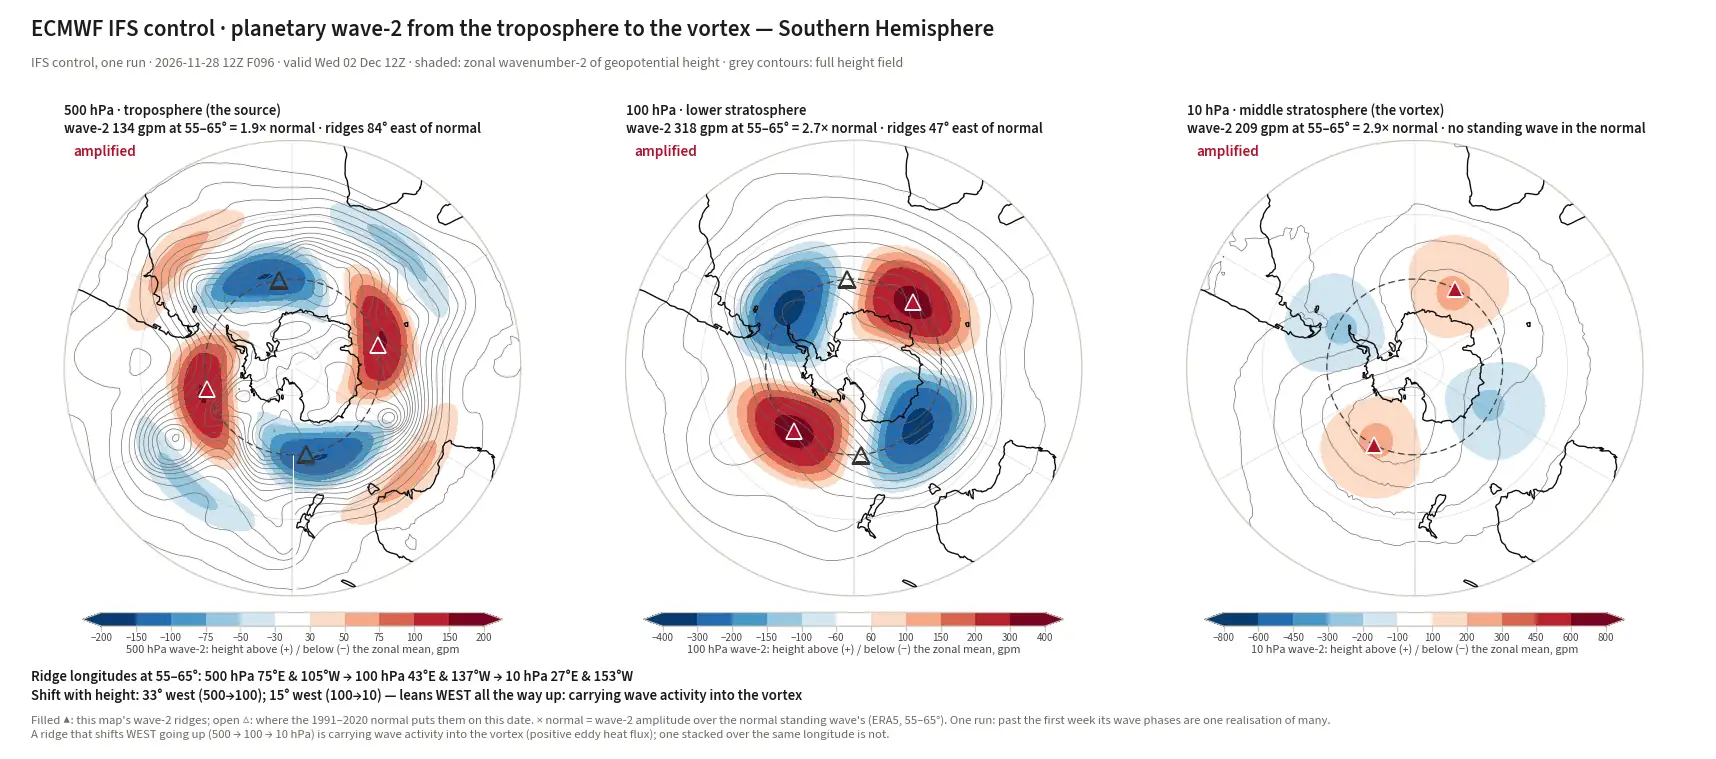 ECMWF IFS control · planetary wave-2 from the troposphere to the vortex — Southern Hemisphere
IFS control, one run · 2026-11-28 12Z F096 · valid Wed 02 Dec 12Z · shaded: zonal wavenumber-2 of geopotential height · grey contours: full height field
500 hPa · troposphere (the source)
wave-2 134 gpm at 55–65° = 1.9× normal · ridges 84° east of normal
amplified
100 hPa · lower stratosphere
wave-2 318 gpm at 55–65° = 2.7× normal · ridges 47° east of normal
amplified
10 hPa · middle stratosphere (the vortex)
wave-2 209 gpm at 55–65° = 2.9× normal · no standing wave in the normal
amplified
−200 −150 −100 −75 −50 −30 30 50 75 100 150 200
500 hPa wave-2: height above (+) / below (−) the zonal mean, gpm
−400 −300 −200 −150 −100 −60 60 100 150 200 300 400
100 hPa wave-2: height above (+) / below (−) the zonal mean, gpm
−800 −600 −450 −300 −200 −100 100 200 300 450 600 800
10 hPa wave-2: height above (+) / below (−) the zonal mean, gpm
Ridge longitudes at 55–65°: 500 hPa 75°E & 105°W → 100 hPa 43°E & 137°W → 10 hPa 27°E & 153°W
Shift with height: 33° west (500→100); 15° west (100→10) — leans WEST all the way up: carrying wave activity into the vortex
Filled ▲: this map's wave-2 ridges; open △: where the 1991–2020 normal puts them on this date. × normal = wave-2 amplitude over the normal standing wave's (ERA5, 55–65°). One run: past the first week its wave phases are one realisation of many.
A ridge that shifts WEST going up (500 → 100 → 10 hPa) is carrying wave activity into the vortex (positive eddy heat flux); one stacked over the same longitude is not.